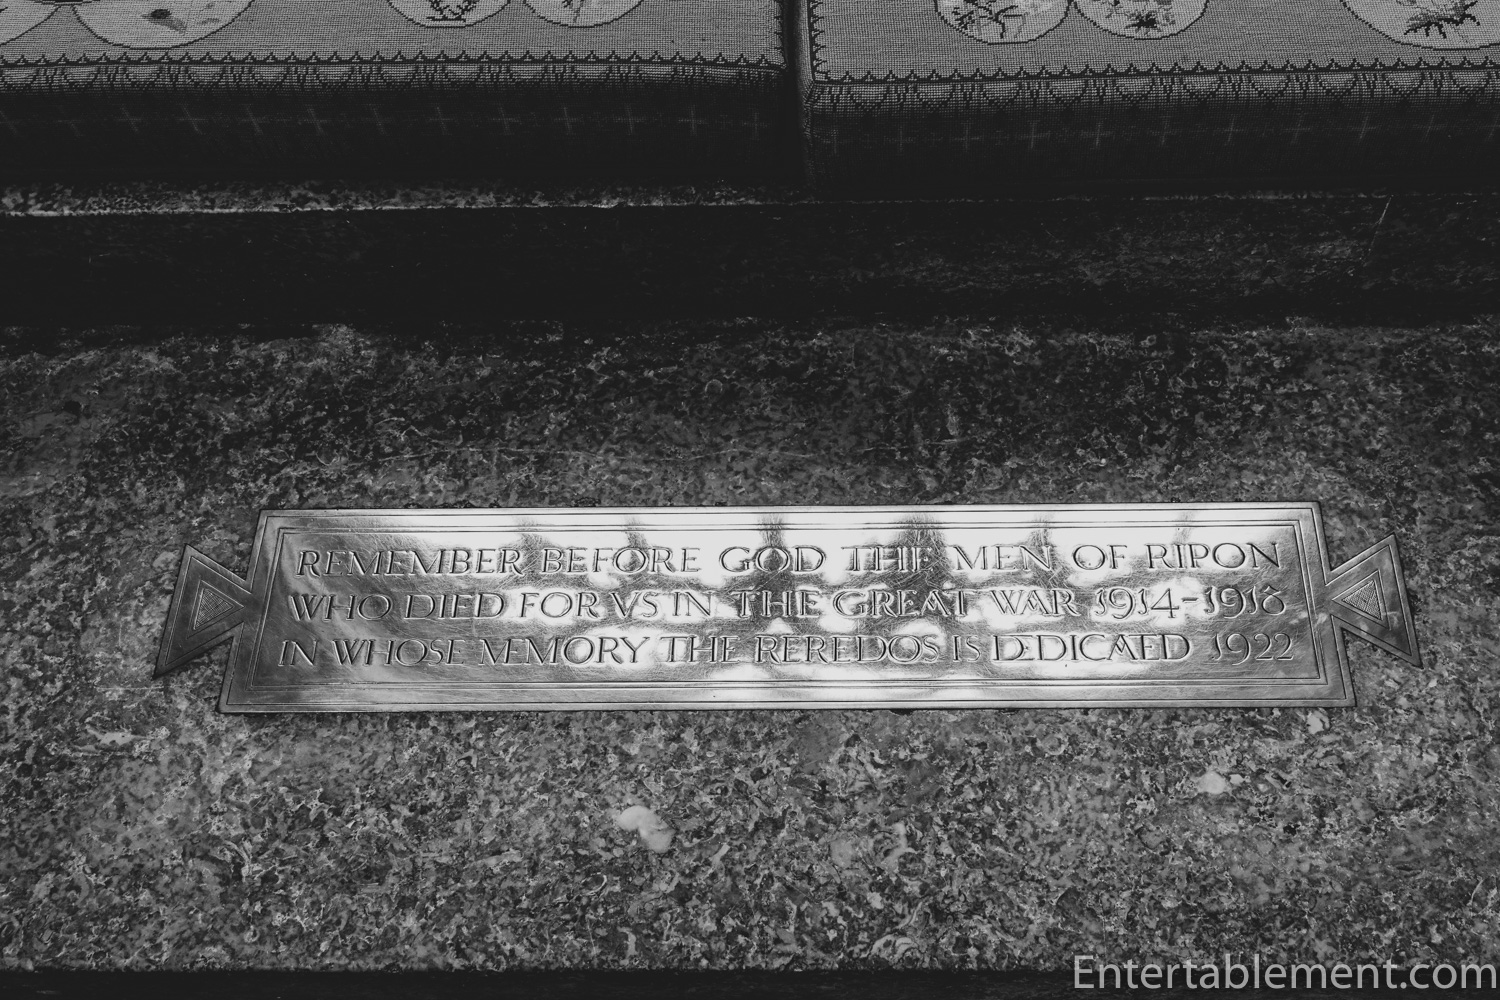 REMEMBER BEFORE GOD THE MEN OF RIPON
WHO DIED FOR VS IN THE GREAT WAR 1914-1918
IN WHOSE MEMORY THE REREDOS IS DEDICATED 1922
Entertablement.com